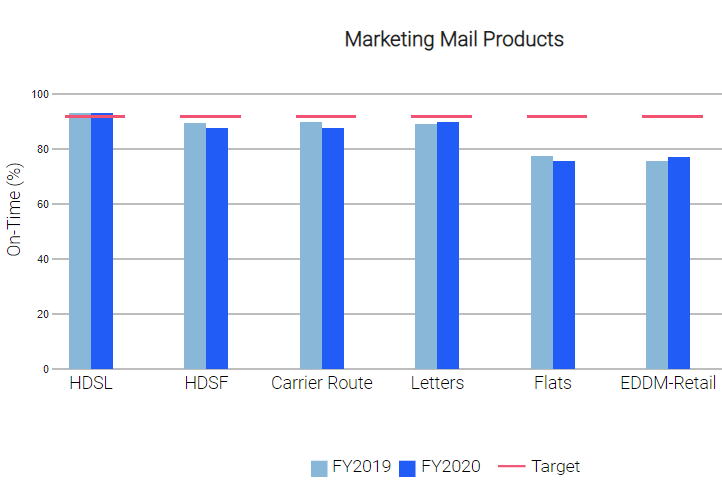 Marketing Mail Products
On-Time (%)
100
80
60
40
20
0
HDSL HDSF Carrier Route Letters Flats EDDM-Retail
FY2019 FY2020 Target